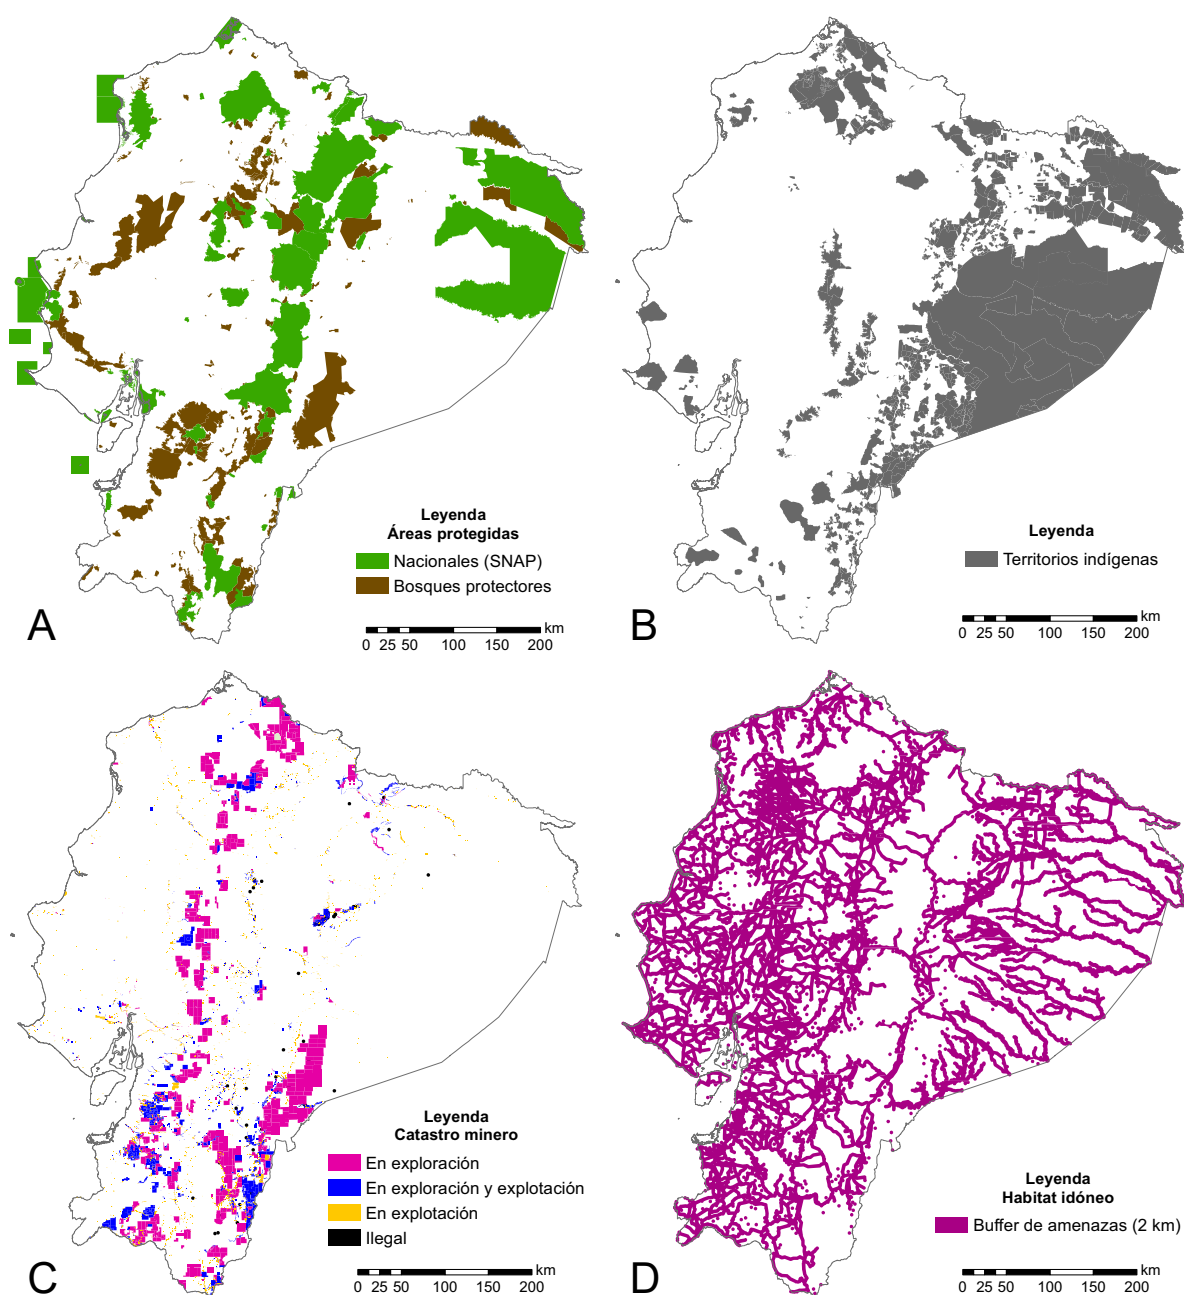 Leyenda
Áreas protegidas
Nacionales (SNAP)
Bosques protectores
A
km
0 25 50 100 150 200
Leyenda
Territorios indígenas
B
km
0 25 50 100 150 200
Leyenda
Catastro minero
En exploración
En exploración y explotación
En explotación
Ilegal
C
km
0 25 50 100 150 200
Leyenda
Habitat idóneo
Buffer de amenazas (2 km)
D
km
0 25 50 100 150 200